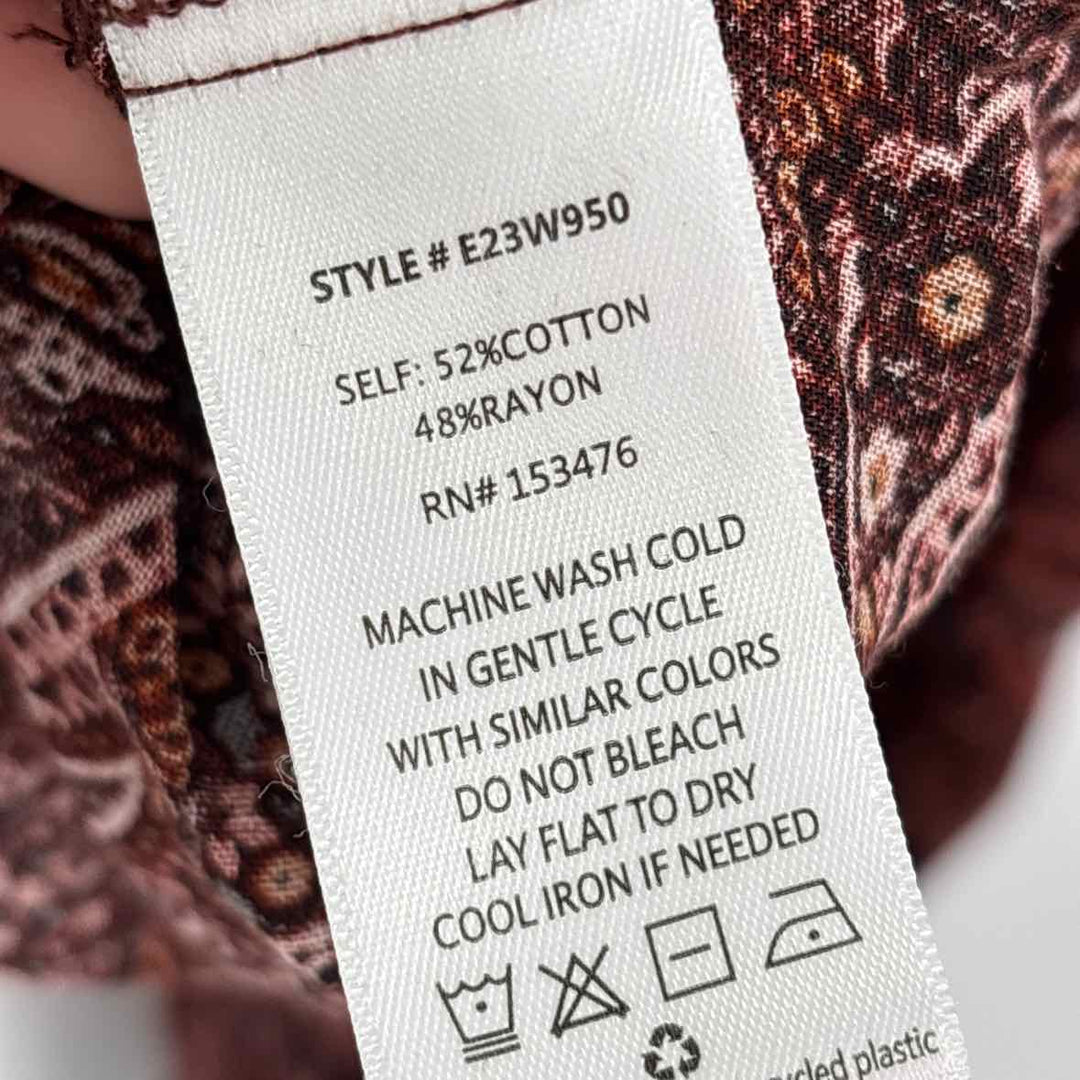 STYLE # E23W950
SELF: 52%COTTON
48%RAYON
RN# 153476
MACHINE WASH COLD
IN GENTLE CYCLE
WITH SIMILAR COLORS
DO NOT BLEACH
LAY FLAT TO DRY
COOL IRON IF NEEDED
plastic